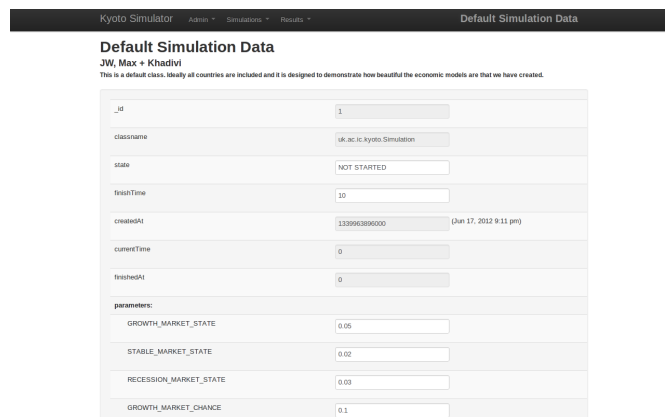 Kyoto Simulator Admin Simulations Results Default Simulation Data
Default Simulation Data
JW, Max + Khadivi
This is a default class. Ideally all countries are included and it is designed to demonstrate how beautiful the economic models are that we have created.
_id 1
classname uk.ac.ic.kyoto.Simulation
state NOT STARTED
finishTime 10
createdAt 1339963896000 (Jun 17, 2012 9:11 pm)
currentTime 0
finishedAt 0
parameters:
GROWTH_MARKET_STATE 0.05
STABLE_MARKET_STATE 0.02
RECESSION_MARKET_STATE 0.03
GROWTH_MARKET_CHANCE 0.1